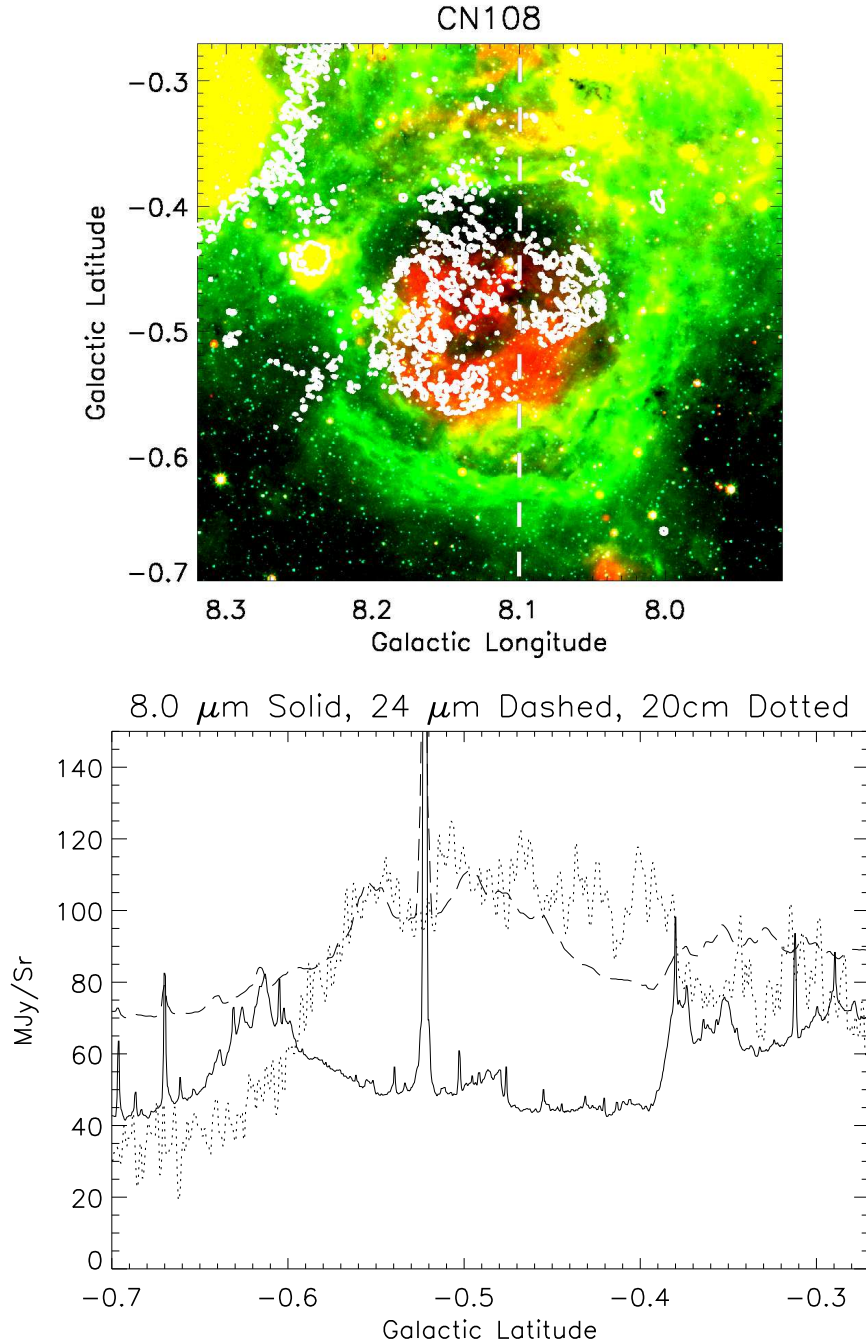 CN108
−0.3
−0.4
−0.5
−0.6
−0.7
Galactic Latitude
8.3 8.2 8.1 8.0
Galactic Longitude
8.0 μm Solid, 24 μm Dashed, 20cm Dotted
140
120
100
80
60
40
20
0
MJy/Sr
−0.7 −0.6 −0.5 −0.4 −0.3
Galactic Latitude